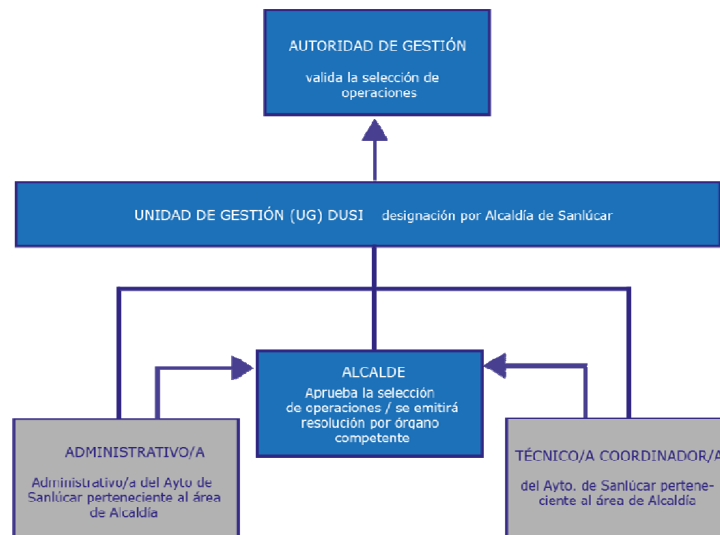 AUTORIDAD DE GESTIÓN
valida la selección de
operaciones
UNIDAD DE GESTIÓN (UG) DUSI designación por Alcaldía de Sanlúcar
ALCALDE
Aprueba la selección
de operaciones / se emitirá
resolución por órgano
competente
ADMINISTRATIVO/A
Administrativo/a del Ayto de
Sanlúcar perteneciente al área
de Alcaldía
TÉCNICO/A COORDINADOR/A
del Ayto. de Sanlúcar pertene-
ciente al área de Alcaldía